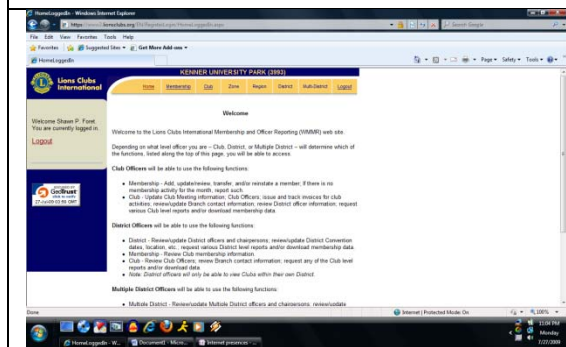 HomeLoggedIn - Windows Internet Explorer
File Edit View Favorites Tools Help
Favorites Suggested Sites Get More Add-ons
HomeLoggedIn
Page Safety Tools
Lions Clubs
International
KENNER UNIVERSITY PARK (3993)
Home Membership Club Zone Region District Multi-District Logout
Welcome Shawn P. Foret.
You are currently logged in.
Logout
GeoTrust
Welcome
Welcome to the Lions Clubs International Membership and Officer Reporting (WMMR) web site.
Depending on what level officer you are – Club, District, or Multiple District – will determine which of
the functions, listed along the top of this page, you will be able to access:
Club Officers will be able to use the following functions:
• Membership - Add, update/review, transfer, and/or reinstate a member; If there is no
membership activity for the month, report such
• Club - Update Club Meeting information; Club Officers; issue and track invoices for club
activities; review/update Branch contact information; review District officer information; request
various Club level reports and/or download membership data
District Officers will be able to use the following functions:
• District - Review/update District officers and chairpersons; review/update District Convention
dates, location, etc.; request various District level reports and/or download membership data
• Membership - Review Club membership information
• Club - Review Club Officers; review Branch contact information; request any of the Club level
reports and/or download data
• Note: District officers will only be able to view Clubs within their own District
Multiple District Officers will be able to use the following functions:
• Multiple District - Review/update Multiple District officers and chairpersons; review/update
Done
Internet | Protected Mode: On
100%
HomeLoggedIn - W...
Document1 - Micro...
Internet presences - ...
11:04 PM
Monday
7/27/2009